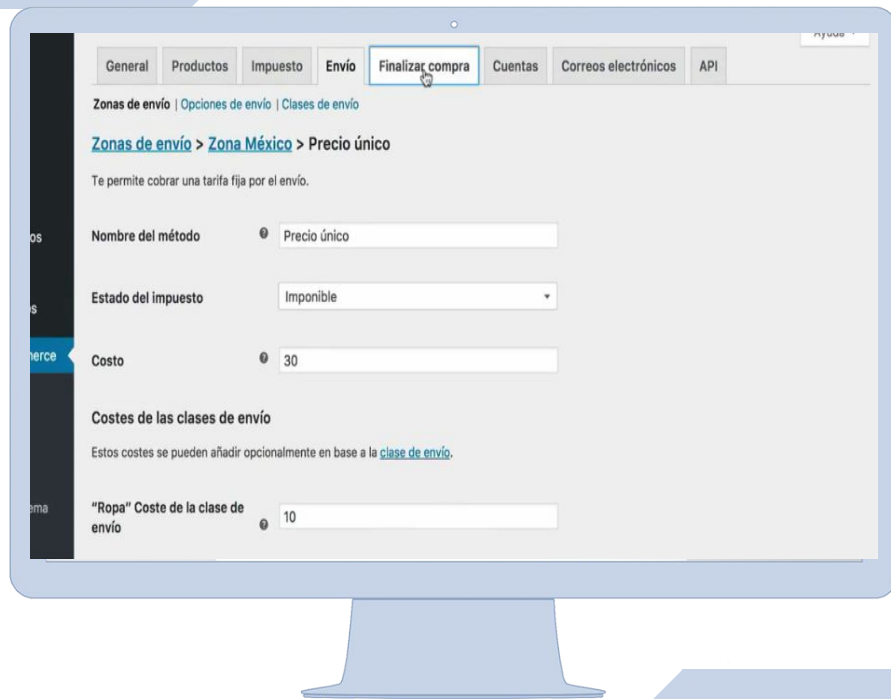 General Productos Impuesto Envío Finalizar compra Cuentas Correos electrónicos API
Zonas de envío | Opciones de envío | Clases de envío
Zonas de envío > Zona México > Precio único
Te permite cobrar una tarifa fija por el envío.
Nombre del método Precio único
Estado del impuesto Imponible
Costo 30
Costes de las clases de envío
Estos costes se pueden añadir opcionalmente en base a la clase de envío.
"Ropa" Coste de la clase de
envío 10